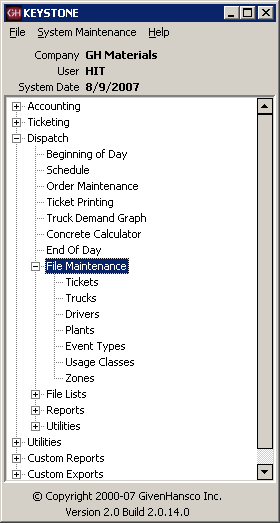 GH KEYSTONE
File System Maintenance Help
Company GH Materials
User HIT
System Date 8/9/2007
Accounting
Ticketing
Dispatch
Beginning of Day
Schedule
Order Maintenance
Ticket Printing
Truck Demand Graph
Concrete Calculator
End Of Day
File Maintenance
Tickets
Trucks
Drivers
Plants
Event Types
Usage Classes
Zones
File Lists
Reports
Utilities
Utilities
Custom Reports
Custom Exports
© Copyright 2000-07 GivenHansco Inc.
Version 2.0 Build 2.0.14.0